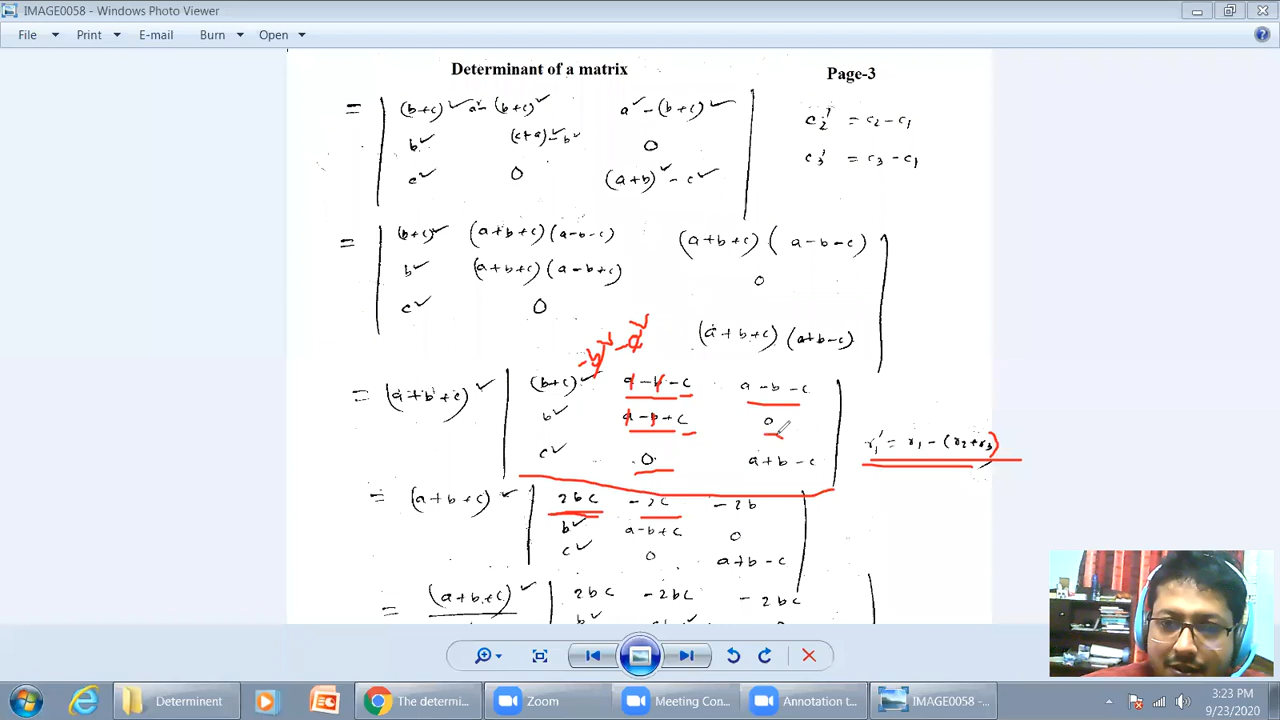 IMAGE0058 - Windows Photo Viewer
File Print Burn E-mail Open
Determinant of a matrix Page-3
= | (b+c)² a²-(b+c)² a²-(b+c)² | c₂' = c₂-c₁
b² (c+a)²-b² 0 c₃' = c₃-c₁
c² 0 (a+b)²-c²
= | (b+c)² (a+b+c)(a-b-c) (a+b+c)(a-b-c) |
b² (a+b+c)(a-b+c) 0
c² 0 (a+b+c)(a+b-c)
-b² -c²
= (a+b+c)² | (b+c)² a-b-c a-b-c |
b² a-b+c 0 r₁' = r₁-(r₂+r₃)
c² 0 a+b-c
= (a+b+c)² | 2bc -2c -2b |
b² a-b+c 0
c² 0 a+b-c
= (a+b+c)² | 2bc -2bc -2bc |
Determinent
The determi...
Zoom
Meeting Con...
Annotation t...
IMAGE0058 -...
3:23 PM
9/23/2020